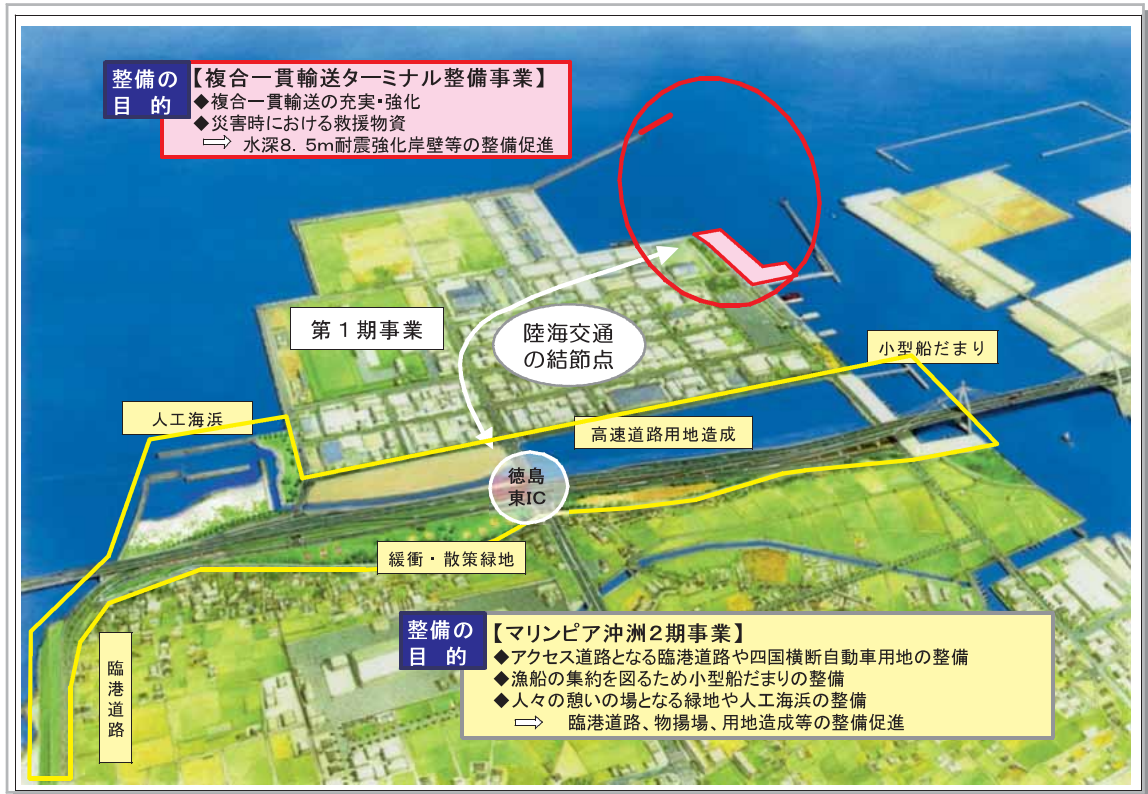 整備の
目的
【複合一貫輸送ターミナル整備事業】
◆複合一貫輸送の充実・強化
◆災害時における救援物資
⇨ 水深8.5m耐震強化岸壁等の整備促進
第1期事業
陸海交通
の結節点
小型船だまり
人工海浜
高速道路用地造成
徳島
東IC
緩衝・散策緑地
臨港道路
整備の
目的
【マリンピア沖洲2期事業】
◆アクセス道路となる臨港道路や四国横断自動車用地の整備
◆漁船の集約を図るため小型船だまりの整備
◆人々の憩いの場となる緑地や人工海浜の整備
⇨ 臨港道路、物揚場、用地造成等の整備促進